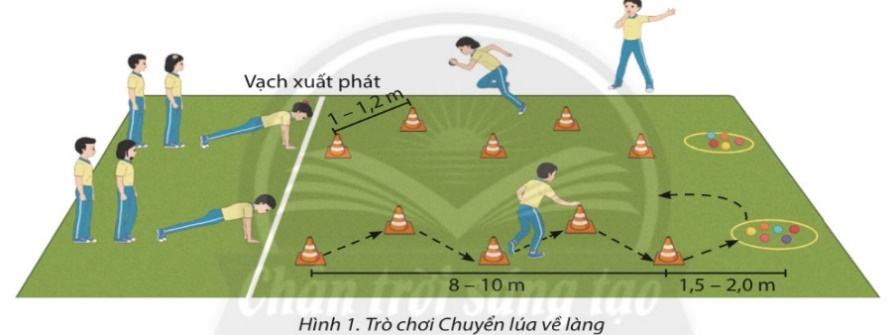 Vạch xuất phát
1 – 1,2 m
8 – 10 m
1,5 – 2,0 m
Chân trời sáng tạo
Hình 1. Trò chơi Chuyển lúa về làng